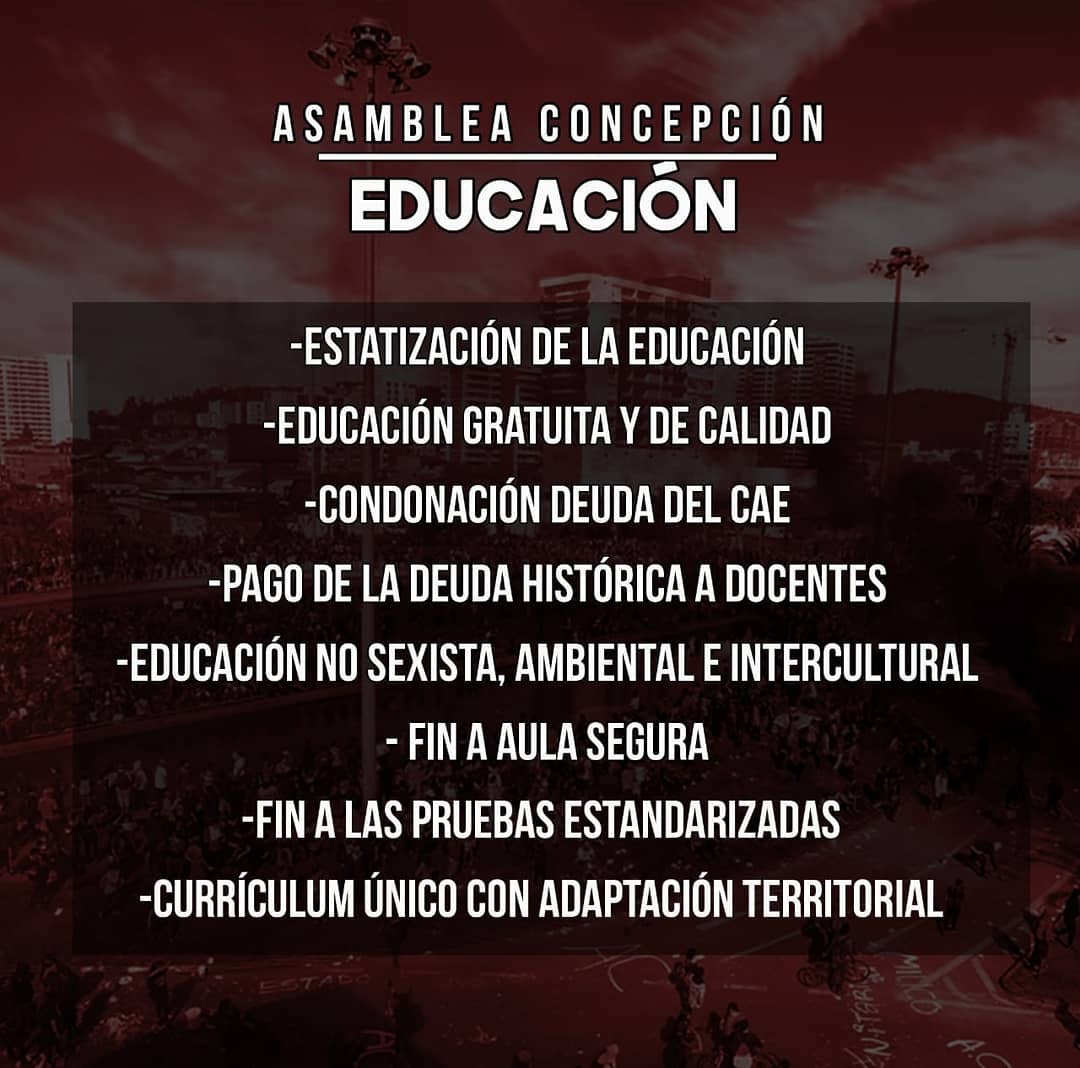 ASAMBLEA CONCEPCIÓN
EDUCACIÓN
-ESTATIZACIÓN DE LA EDUCACIÓN
-EDUCACIÓN GRATUITA Y DE CALIDAD
-CONDONACIÓN DEUDA DEL CAE
-PAGO DE LA DEUDA HISTÓRICA A DOCENTES
-EDUCACIÓN NO SEXISTA, AMBIENTAL E INTERCULTURAL
- FIN A AULA SEGURA
-FIN A LAS PRUEBAS ESTANDARIZADAS
-CURRÍCULUM ÚNICO CON ADAPTACIÓN TERRITORIAL
ESTADO